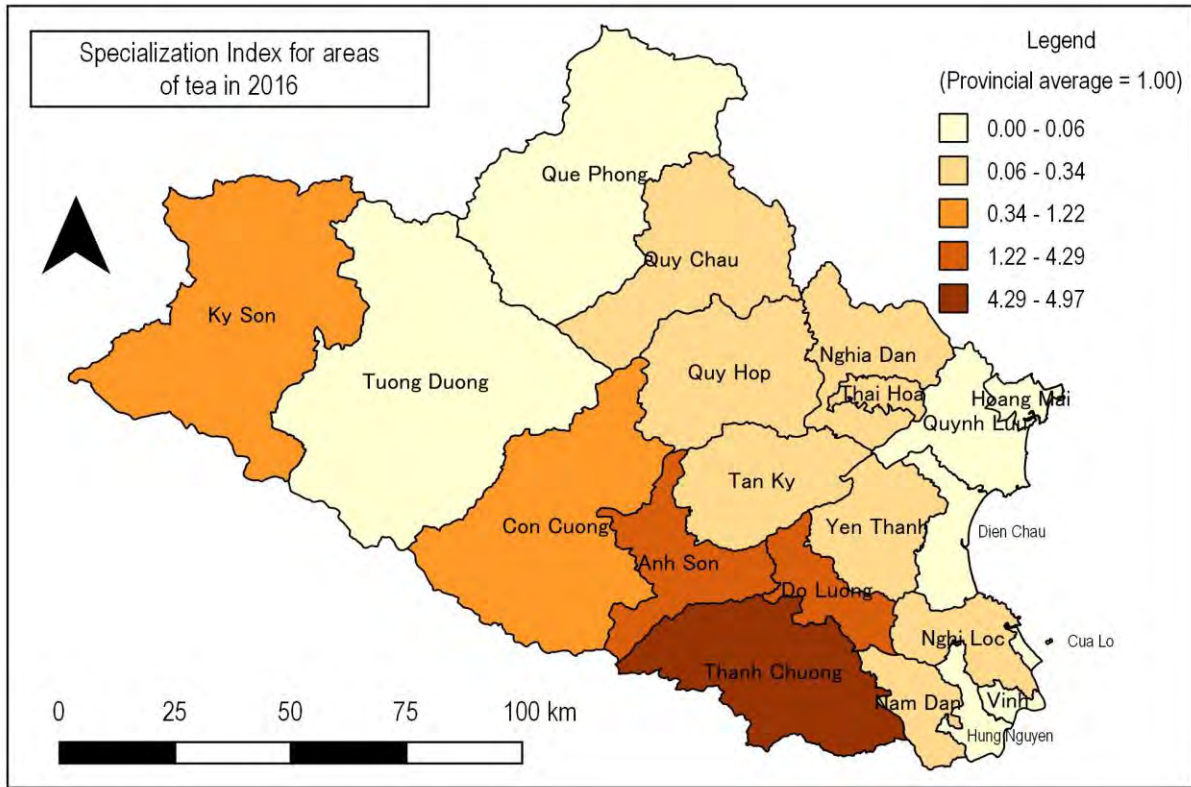 Specialization Index for areas
of tea in 2016
Legend
(Provincial average = 1.00)
0.00 - 0.06
0.06 - 0.34
0.34 - 1.22
1.22 - 4.29
4.29 - 4.97
Que Phong
Quy Chau
Ky Son
Tuong Duong
Quy Hop
Nghia Dan
Thai Hoa
Hoang Mai
Quynh Luu
Tan Ky
Con Cuong
Yen Thanh
Dien Chau
Anh Son
Do Luong
Nghi Loc
Cua Lo
Thanh Chuong
Nam Dan
Vinh
Hung Nguyen
0 25 50 75 100 km